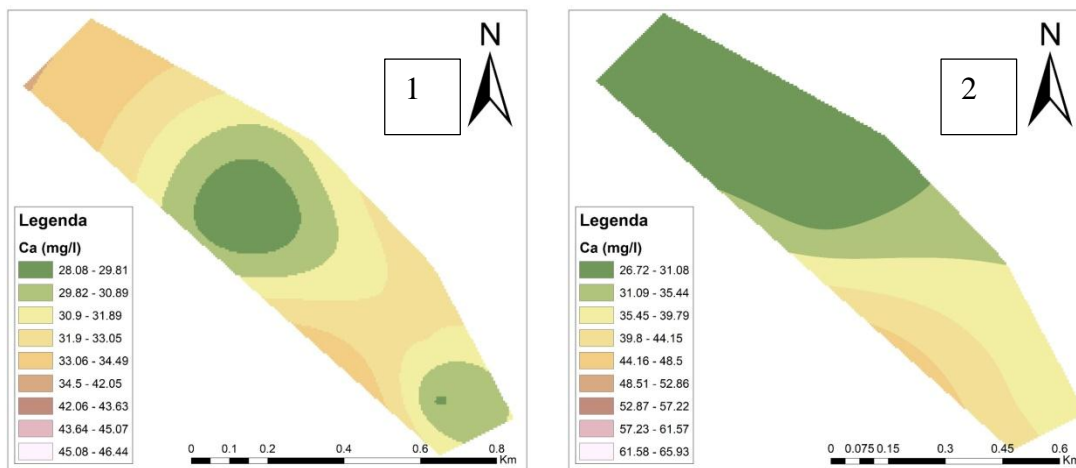 1
N
Legenda
Ca (mg/l)
28.08 - 29.81
29.82 - 30.89
30.9 - 31.89
31.9 - 33.05
33.06 - 34.49
34.5 - 42.05
42.06 - 43.63
43.64 - 45.07
45.08 - 46.44
0 0.1 0.2 0.4 0.6 0.8
Km
2
N
Legenda
Ca (mg/l)
26.72 - 31.08
31.09 - 35.44
35.45 - 39.79
39.8 - 44.15
44.16 - 48.5
48.51 - 52.86
52.87 - 57.22
57.23 - 61.57
61.58 - 65.93
0 0.075 0.15 0.3 0.45 0.6
Km